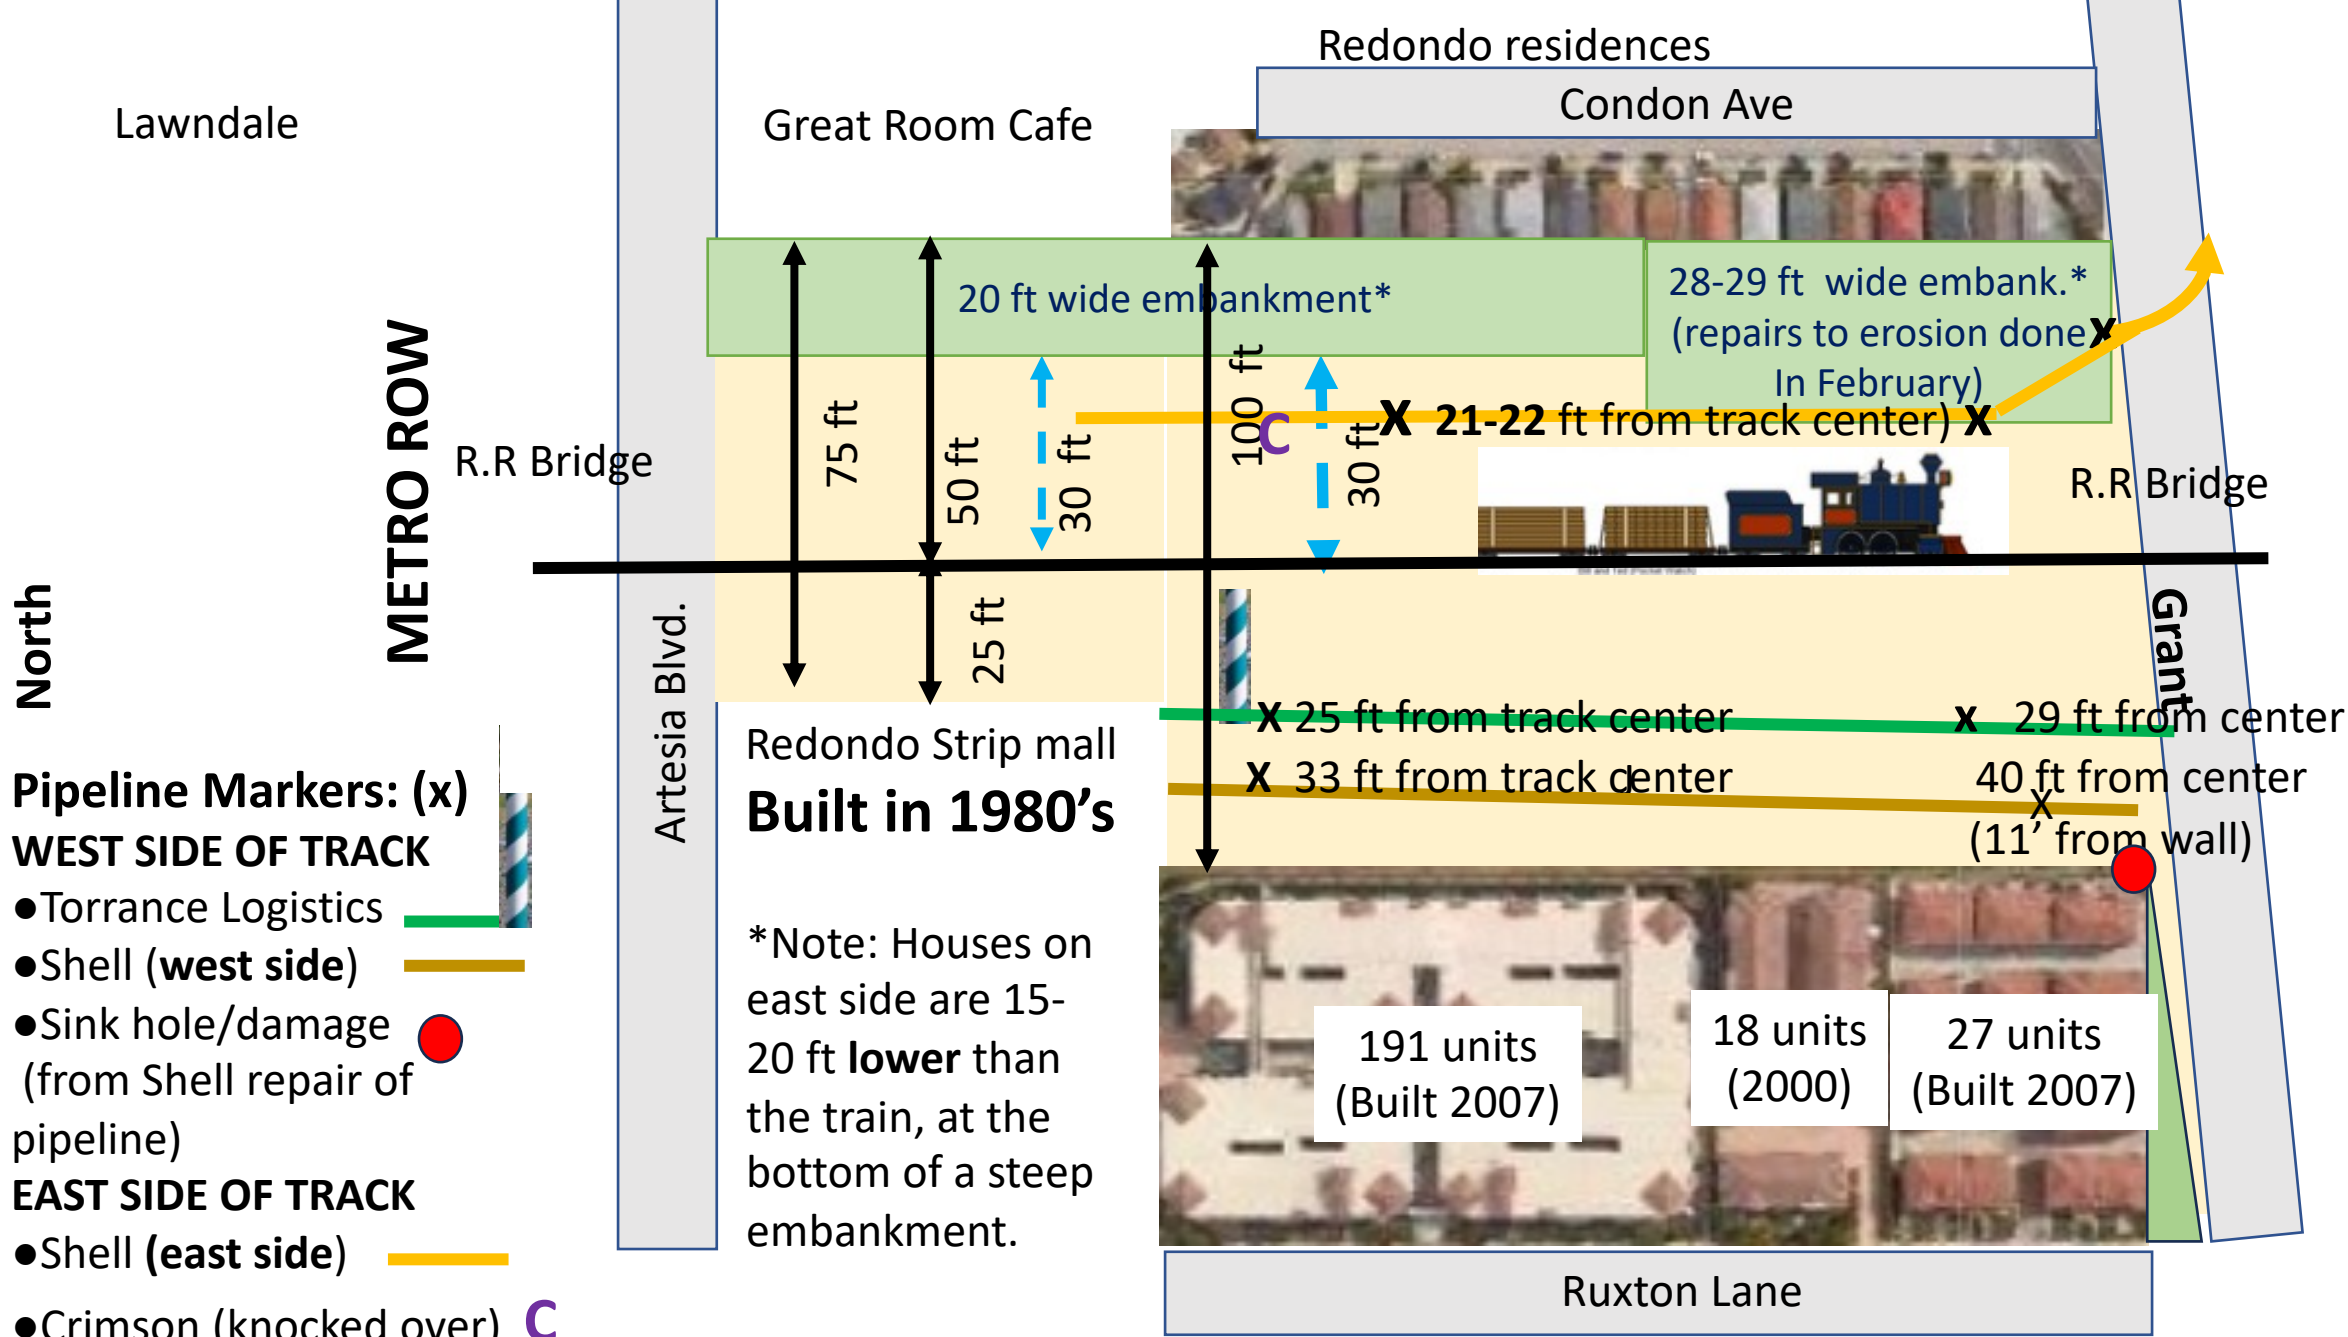 Redondo residences
Condon Ave
Lawndale
Great Room Cafe
20 ft wide embankment*
28-29 ft  wide embank.*
(repairs to erosion done
In February)
X
METRO ROW
R.R Bridge
75 ft
50 ft
30 ft
100 ft
C
30 ft
X 21-22 ft from track center) X
R.R Bridge
North
Artesia Blvd.
25 ft
Grant
X 25 ft from track center
x 29 ft from center
X 33 ft from track center
40 ft from center
X
(11’ from wall)
Redondo Strip mall
Built in 1980’s
Pipeline Markers: (x)
WEST SIDE OF TRACK
●Torrance Logistics
●Shell (west side)
●Sink hole/damage
(from Shell repair of
pipeline)
EAST SIDE OF TRACK
●Shell (east side)
●Crimson (knocked over) C
*Note: Houses on
east side are 15-
20 ft lower than
the train, at the
bottom of a steep
embankment.
191 units
(Built 2007)
18 units
(2000)
27 units
(Built 2007)
Ruxton Lane